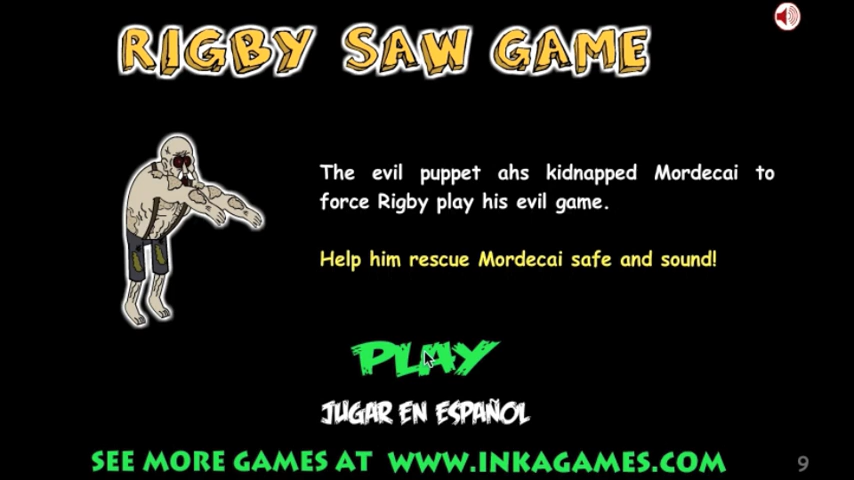 RIGBY SAW GAME
The evil puppet ahs kidnapped Mordecai to
force Rigby play his evil game.
Help him rescue Mordecai safe and sound!
PLAY
JUGAR EN ESPAÑOL
SEE MORE GAMES AT WWW.INKAGAMES.COM
9